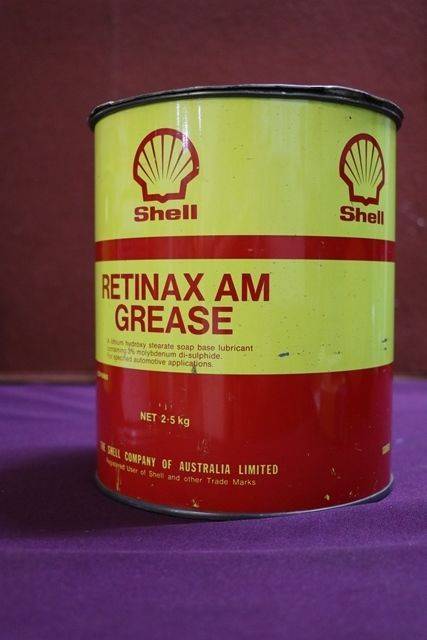 Shell
Shell
RETINAX AM
GREASE
A lithium hydroxy stearate soap base lubricant
containing 3% molybdenum di-sulphide.
For specified automotive applications.
NET 2·5 kg
THE SHELL COMPANY OF AUSTRALIA LIMITED
Registered User of Shell and other Trade Marks